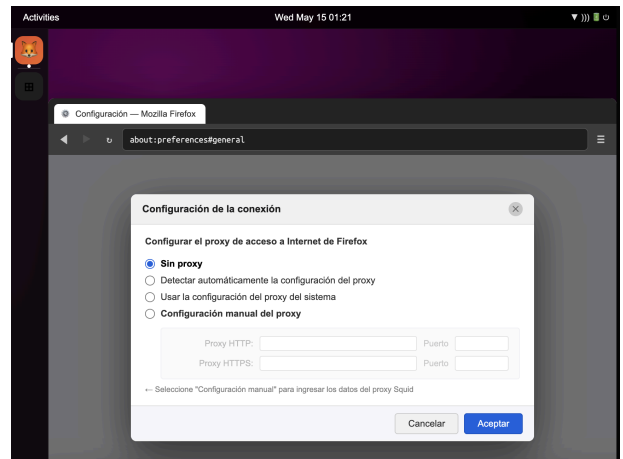 Activities
Wed May 15 01:21
Configuración — Mozilla Firefox
about:preferences#general
Configuración de la conexión
Configurar el proxy de acceso a Internet de Firefox
Sin proxy
Detectar automáticamente la configuración del proxy
Usar la configuración del proxy del sistema
Configuración manual del proxy
Proxy HTTP: Puerto
Proxy HTTPS: Puerto
← Seleccione "Configuración manual" para ingresar los datos del proxy Squid
Cancelar Aceptar